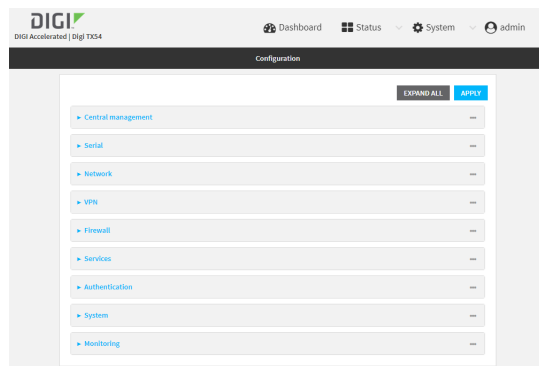 DIGI
DIGI Accelerated | Digi TX54
Dashboard Status System admin
Configuration
EXPAND ALL APPLY
Central management
Serial
Network
VPN
Firewall
Services
Authentication
System
Monitoring